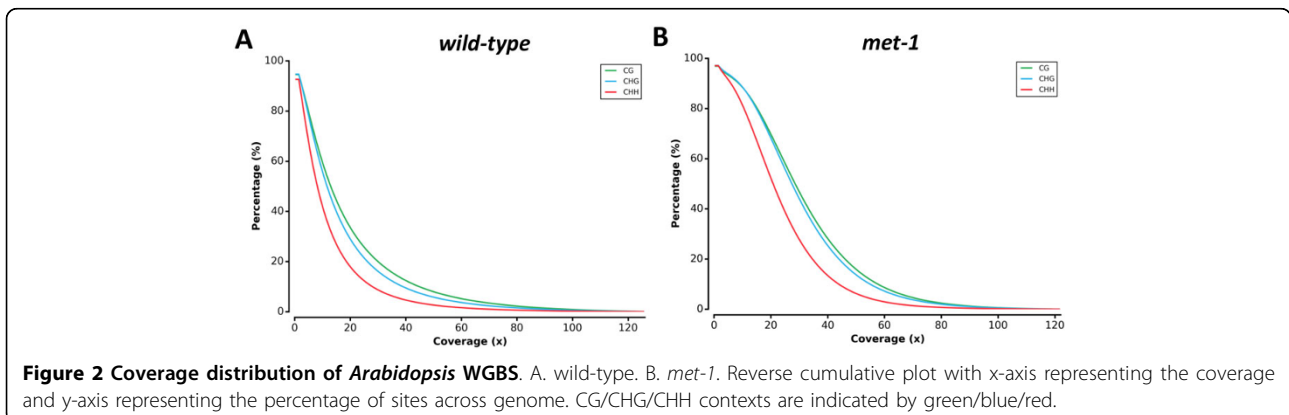 A
wild-type
B
met-1
100
80
60
40
20
0
Percentage (%)
0 20 40 60 80 100 120
Coverage (x)
CG
CHG
CHH
100
80
60
40
20
0
Percentage (%)
0 20 40 60 80 100 120
Coverage (x)
CG
CHG
CHH
Figure 2 Coverage distribution of Arabidopsis WGBS. A. wild-type. B. met-1. Reverse cumulative plot with x-axis representing the coverage
and y-axis representing the percentage of sites across genome. CG/CHG/CHH contexts are indicated by green/blue/red.